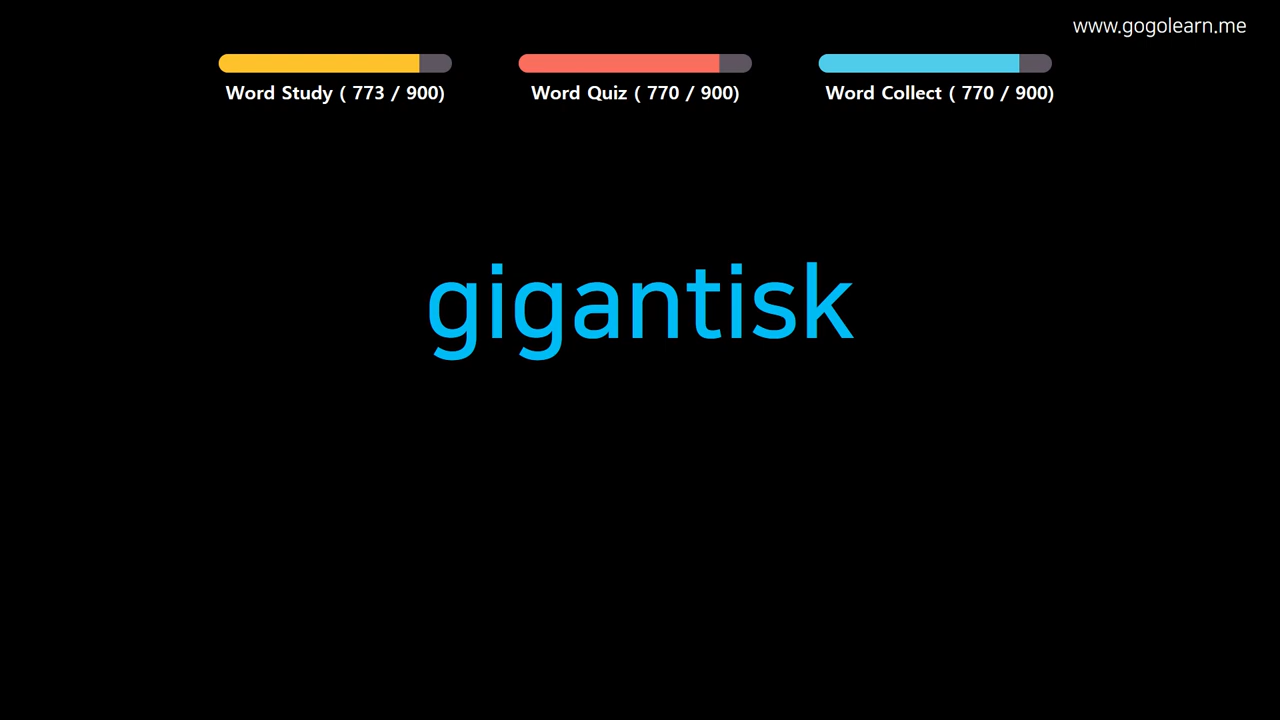 www.gogolearn.me
Word Study ( 773 / 900)
Word Quiz ( 770 / 900)
Word Collect ( 770 / 900)
gigantisk